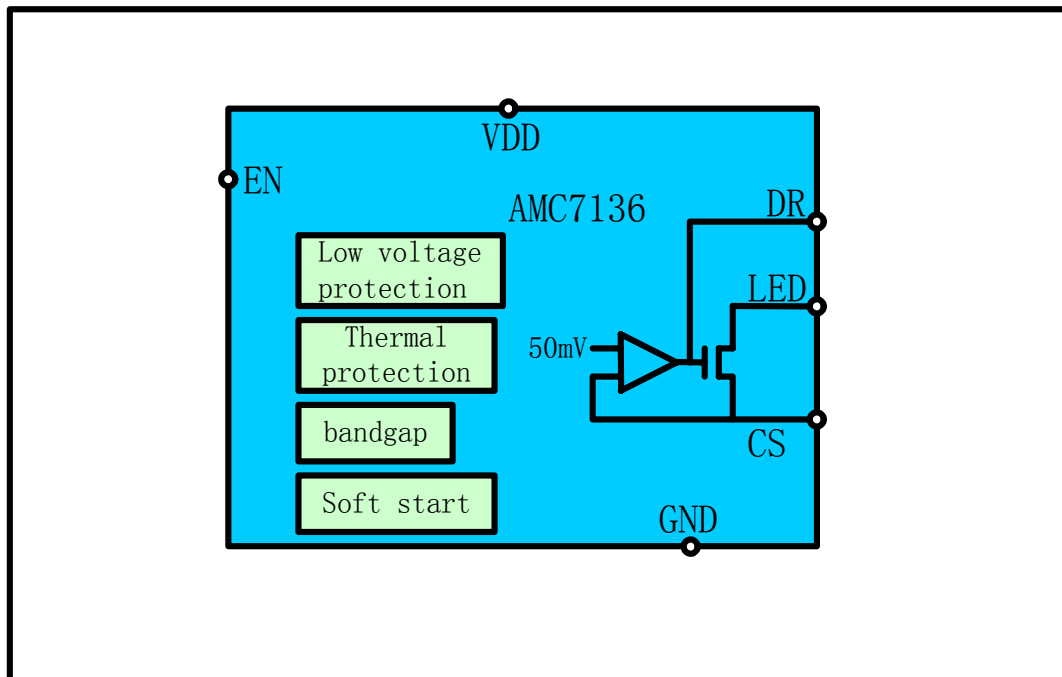 VDD
EN
AMC7136
DR
Low voltage
protection
LED
Thermal
protection
50mV
bandgap
CS
Soft start
GND